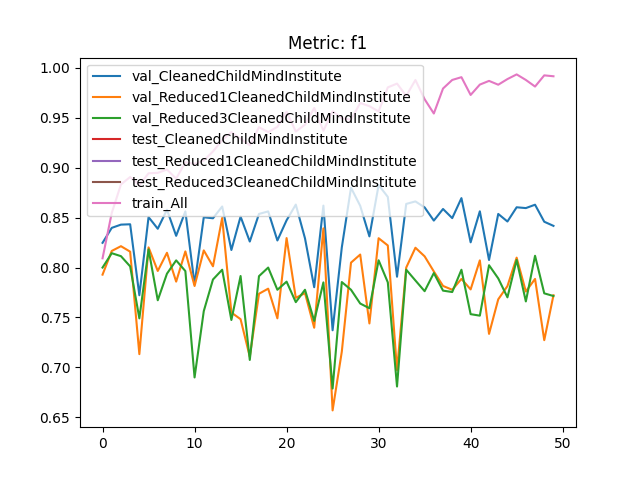 Metric: f1
1.00
0.95
0.90
0.85
0.80
0.75
0.70
0.65
val_CleanedChildMindInstitute
val_Reduced1CleanedChildMindInstitute
val_Reduced3CleanedChildMindInstitute
test_CleanedChildMindInstitute
test_Reduced1CleanedChildMindInstitute
test_Reduced3CleanedChildMindInstitute
train_All
0 10 20 30 40 50